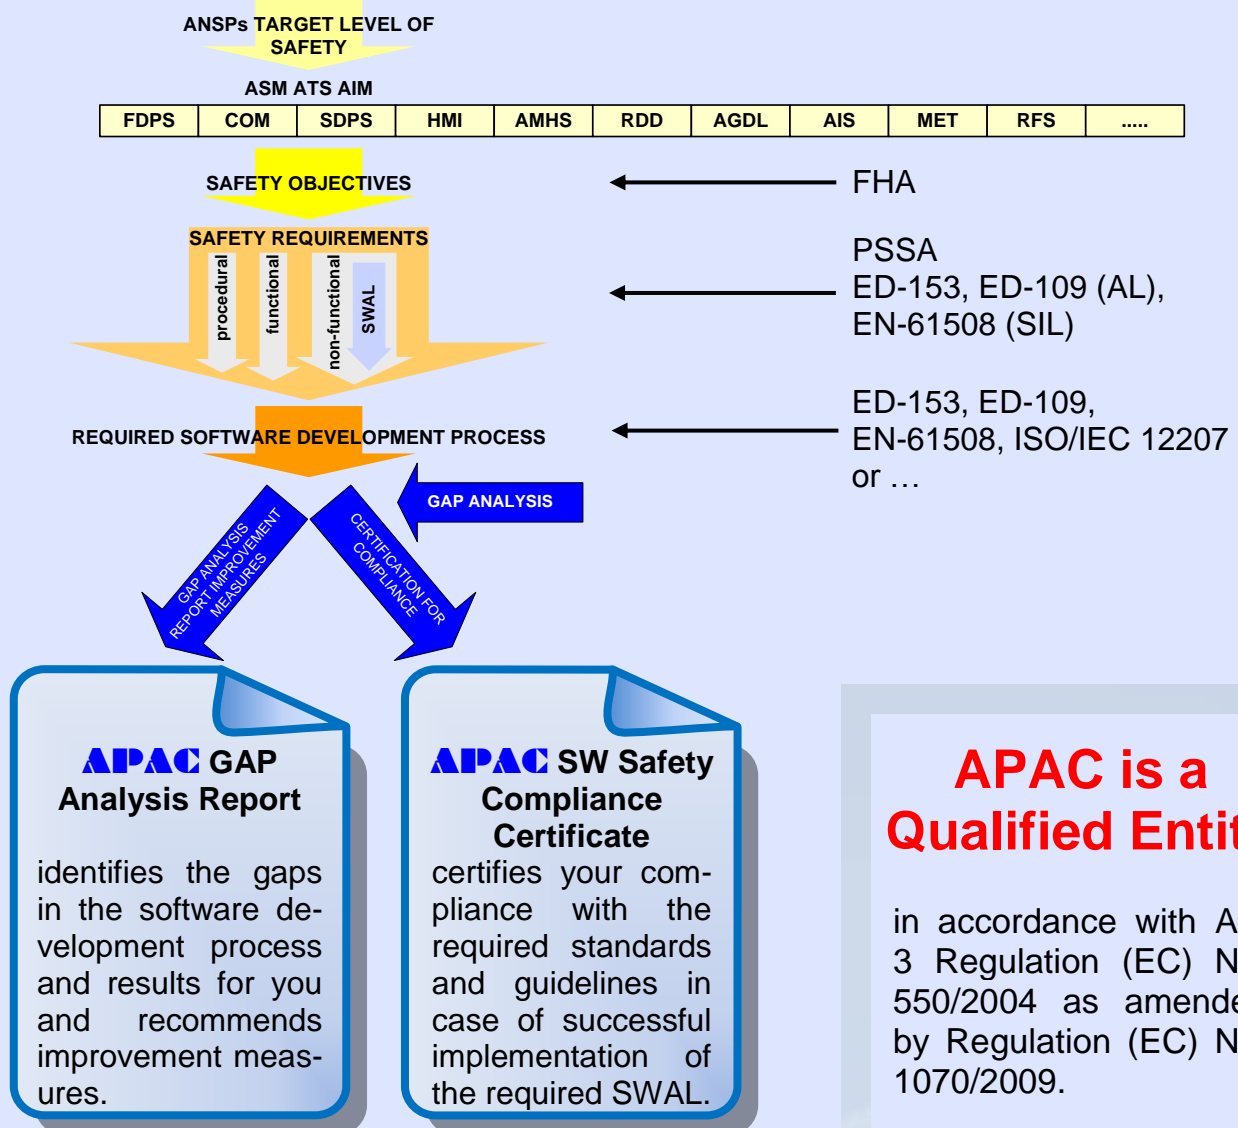 ANSPs TARGET LEVEL OF
SAFETY
ASM ATS AIM
FDPS COM SDPS HMI AMHS RDD AGDL AIS MET RFS .....
SAFETY OBJECTIVES
FHA
SAFETY REQUIREMENTS
procedural
functional
non-functional
SWAL
PSSA
ED-153, ED-109 (AL),
EN-61508 (SIL)
REQUIRED SOFTWARE DEVELOPMENT PROCESS
ED-153, ED-109,
EN-61508, ISO/IEC 12207
or …
GAP ANALYSIS
GAP ANALYSIS
REPORT IMPROVEMENT
MEASURES
CERTIFICATION FOR
COMPLIANCE
APAC GAP
Analysis Report
identifies the gaps
in the software de-
velopment process
and results for you
and recommends
improvement meas-
ures.
APAC SW Safety
Compliance
Certificate
certifies your com-
pliance with the
required standards
and guidelines in
case of successful
implementation of
the required SWAL.
APAC is a
Qualified Entit
in accordance with A
3 Regulation (EC) N
550/2004 as amende
by Regulation (EC) N
1070/2009.